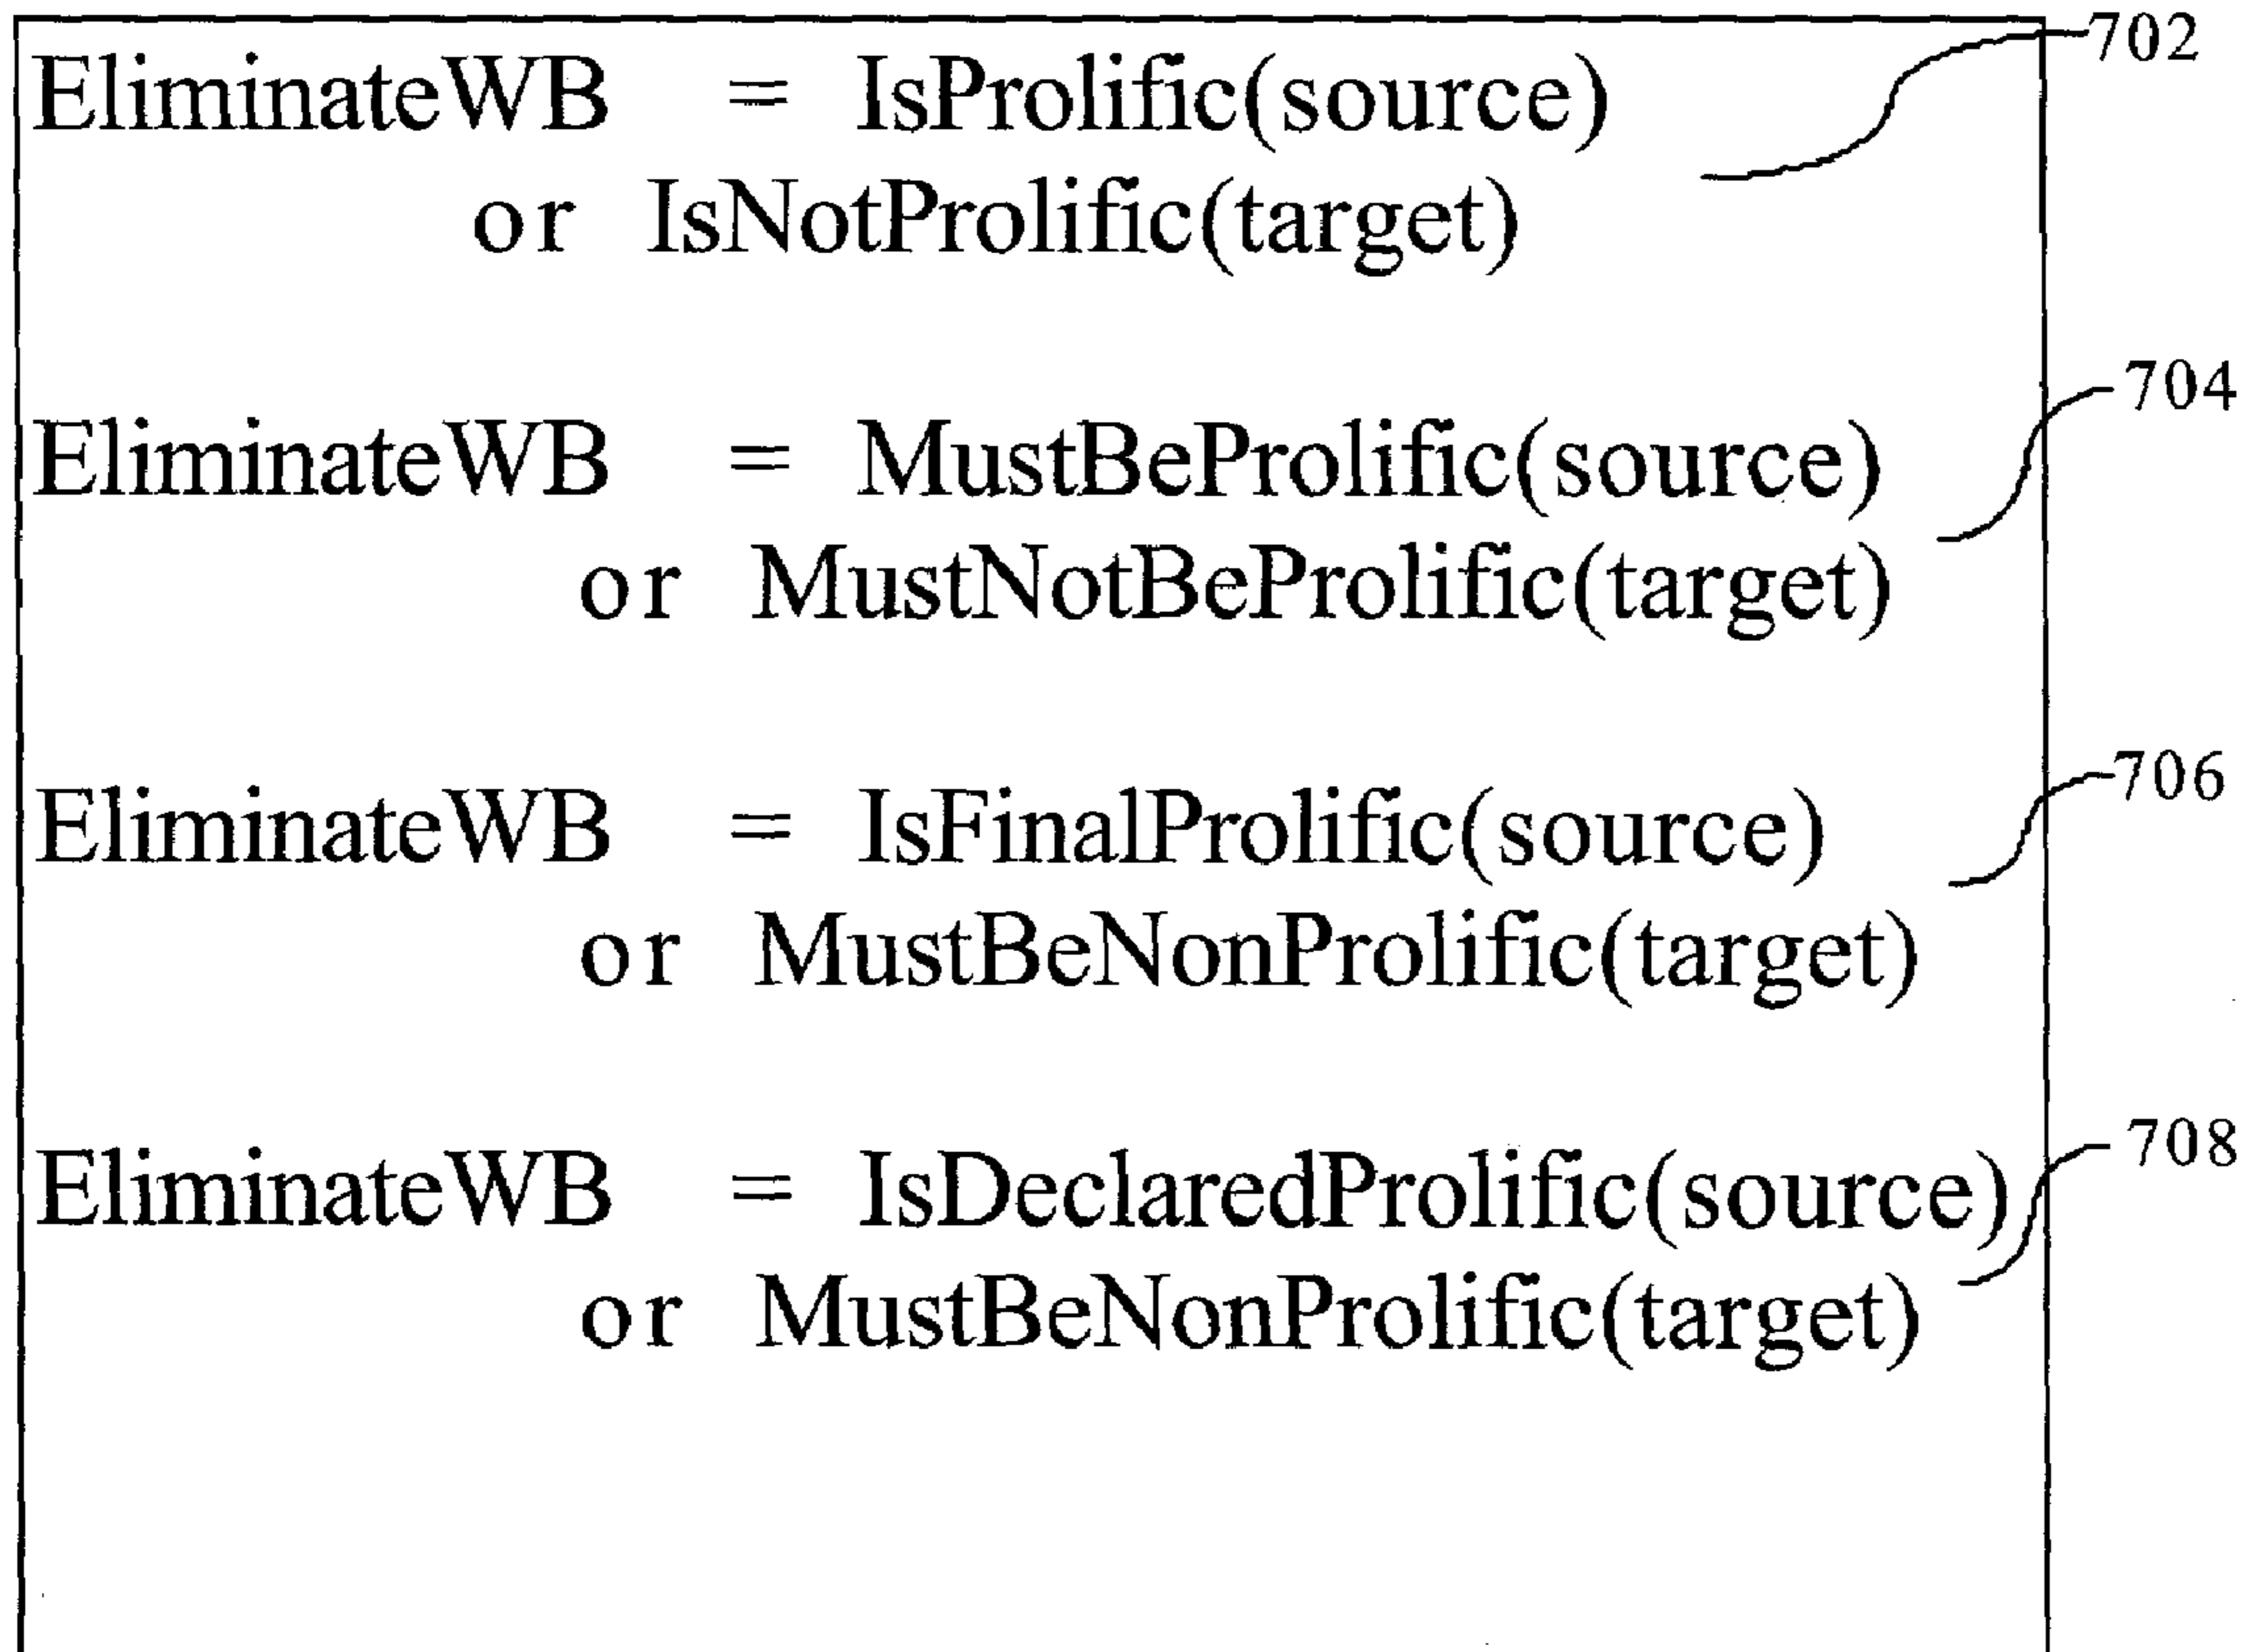 702
EliminateWB = IsProlific(source)
or IsNotProlific(target)
704
EliminateWB = MustBeProlific(source)
or MustNotBeProlific(target)
706
EliminateWB = IsFinalProlific(source)
or MustBeNonProlific(target)
708
EliminateWB = IsDeclaredProlific(source)
or MustBeNonProlific(target)